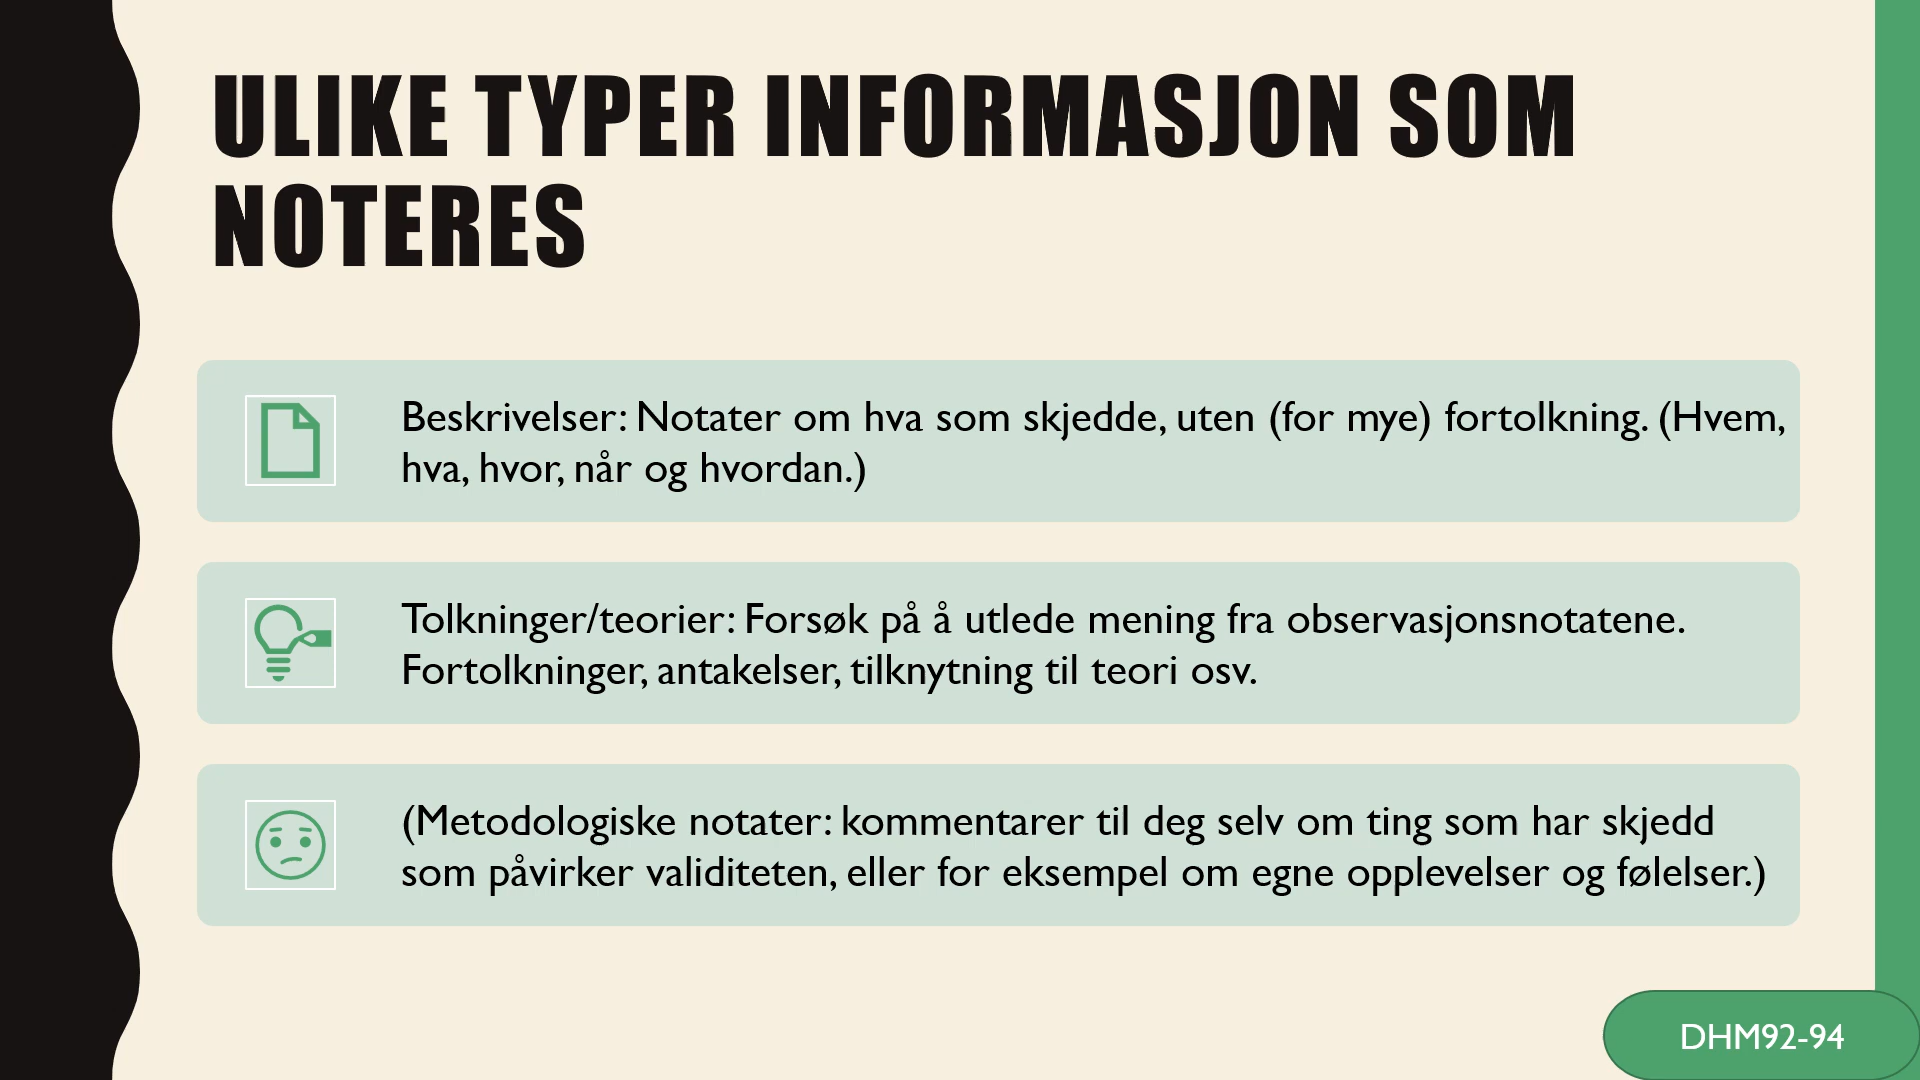 ULIKE TYPER INFORMASJON SOM
NOTERES
Beskrivelser: Notater om hva som skjedde, uten (for mye) fortolkning. (Hvem,
hva, hvor, når og hvordan.)
Tolkninger/teorier: Forsøk på å utlede mening fra observasjonsnotatene.
Fortolkninger, antakelser, tilknytning til teori osv.
(Metodologiske notater: kommentarer til deg selv om ting som har skjedd
som påvirker validiteten, eller for eksempel om egne opplevelser og følelser.)
DHM92-94